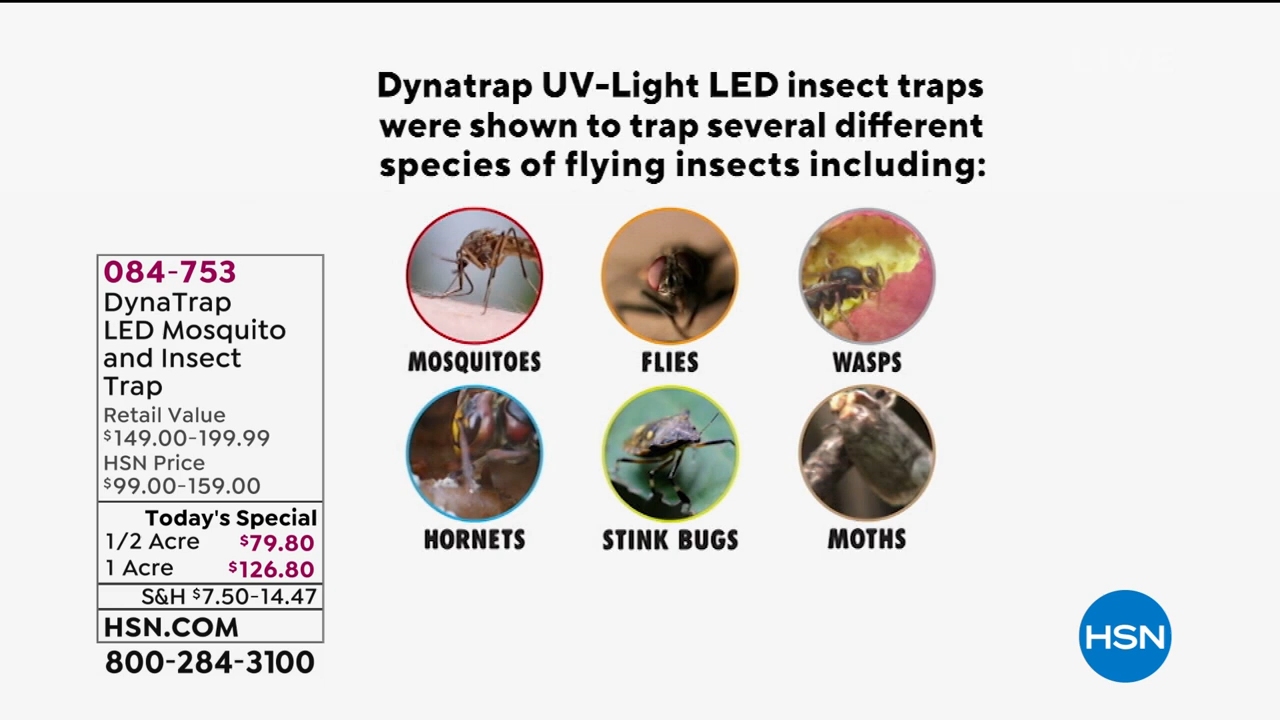 LIVE
Dynatrap UV-Light LED insect traps
were shown to trap several different
species of flying insects including:
MOSQUITOES
FLIES
WASPS
HORNETS
STINK BUGS
MOTHS
084-753
DynaTrap
LED Mosquito
and Insect
Trap
Retail Value
$149.00-199.99
HSN Price
$99.00-159.00
Today's Special
1/2 Acre $79.80
1 Acre $126.80
S&H $7.50-14.47
HSN.COM
800-284-3100
HSN